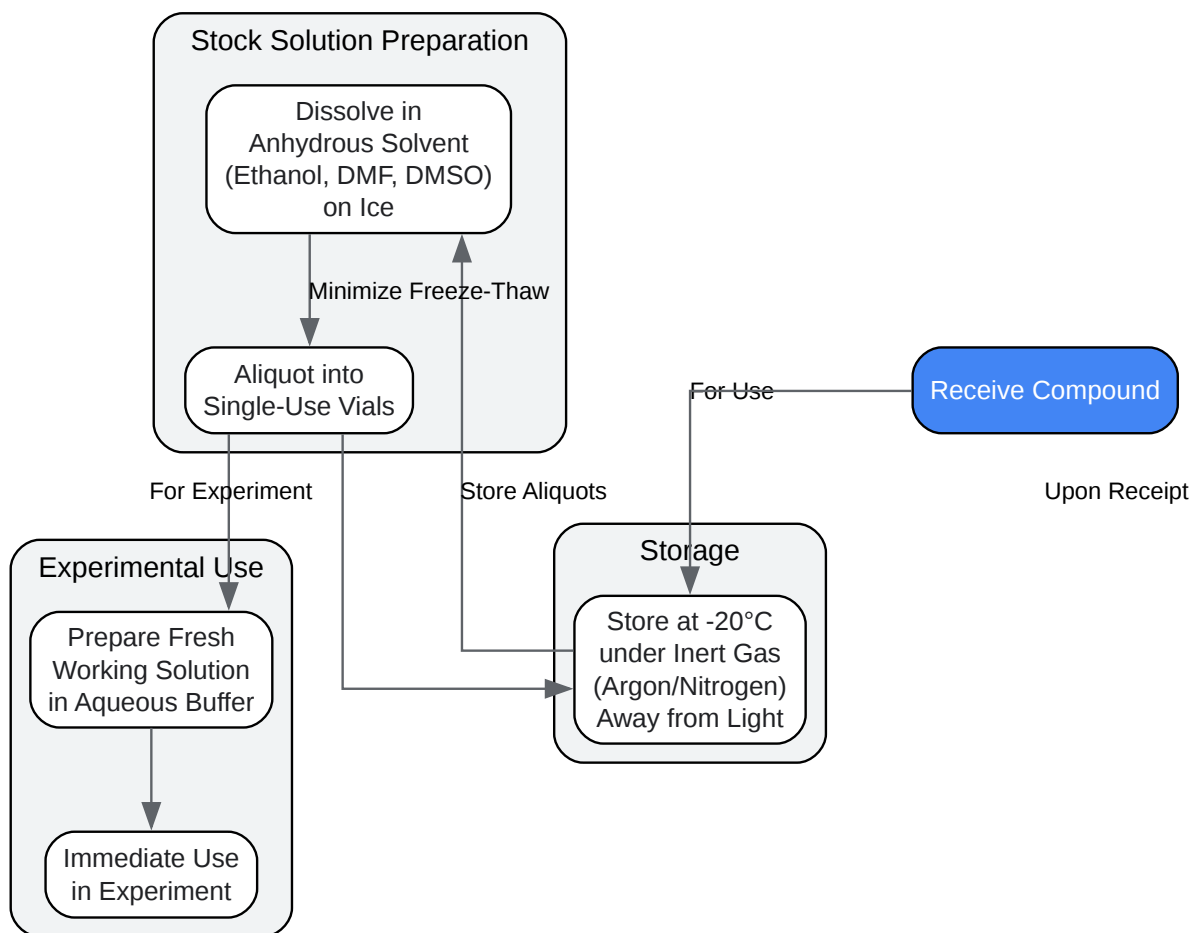 Stock Solution Preparation
Dissolve in
Anhydrous Solvent
(Ethanol, DMF, DMSO)
on Ice
Minimize Freeze-Thaw
Aliquot into
Single-Use Vials
For Use
Receive Compound
For Experiment
Store Aliquots
Upon Receipt
Experimental Use
Storage
Prepare Fresh
Working Solution
in Aqueous Buffer
Store at -20°C
under Inert Gas
(Argon/Nitrogen)
Away from Light
Immediate Use
in Experiment